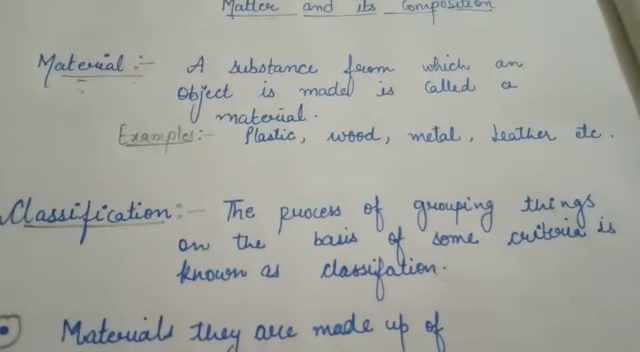 Matter and its Composition
Material :- A substance from which an
object is made is called a
material.
Examples:- Plastic, wood, metal, Leather etc.
Classification:- The process of grouping things
on the basis of some criteria is
known as classifation.
Materials they are made up of